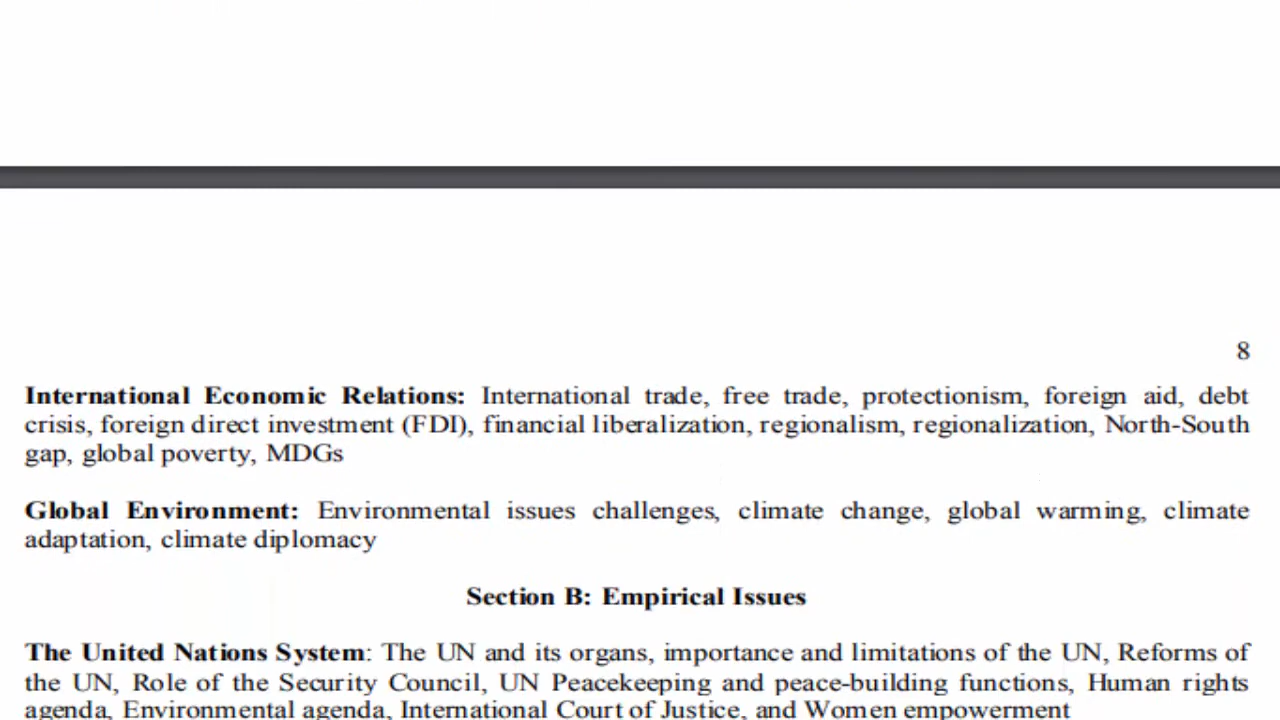 8
International Economic Relations: International trade, free trade, protectionism, foreign aid, debt
crisis, foreign direct investment (FDI), financial liberalization, regionalism, regionalization, North-South
gap, global poverty, MDGs
Global Environment: Environmental issues challenges, climate change, global warming, climate
adaptation, climate diplomacy
Section B: Empirical Issues
The United Nations System: The UN and its organs, importance and limitations of the UN, Reforms of
the UN, Role of the Security Council, UN Peacekeeping and peace-building functions, Human rights
agenda, Environmental agenda, International Court of Justice, and Women empowerment